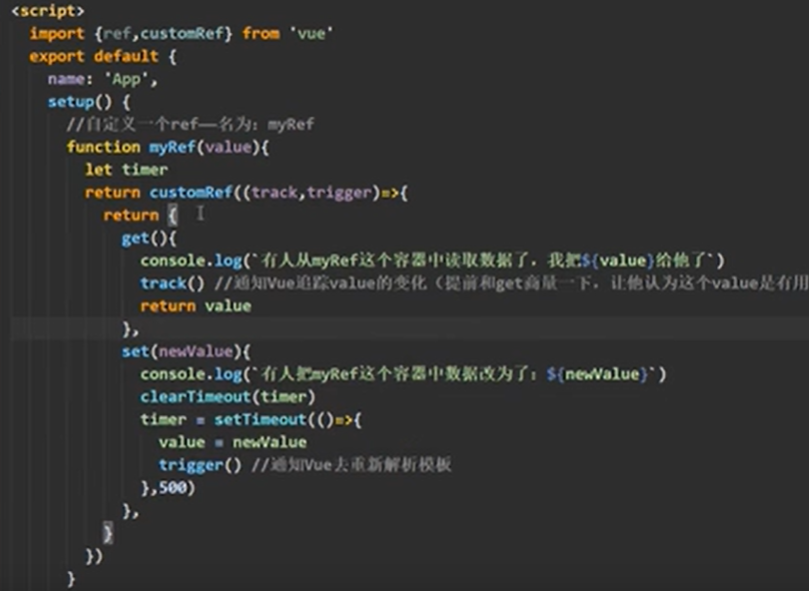 <script>
import {ref,customRef} from 'vue'
export default {
name: 'App',
setup() {
//自定义一个ref——名为：myRef
function myRef(value){
let timer
return customRef((track,trigger)=>{
return {
get(){
console.log(`有人从myRef这个容器中读取数据了，我把${value}给他了`)
track() //通知Vue追踪value的变化（提前和get商量一下，让他认为这个value是有用
return value
},
set(newValue){
console.log(`有人把myRef这个容器中数据改为了：${newValue}`)
clearTimeout(timer)
timer = setTimeout(()=>{
value = newValue
trigger() //通知Vue去重新解析模板
},500)
},
}
})
}